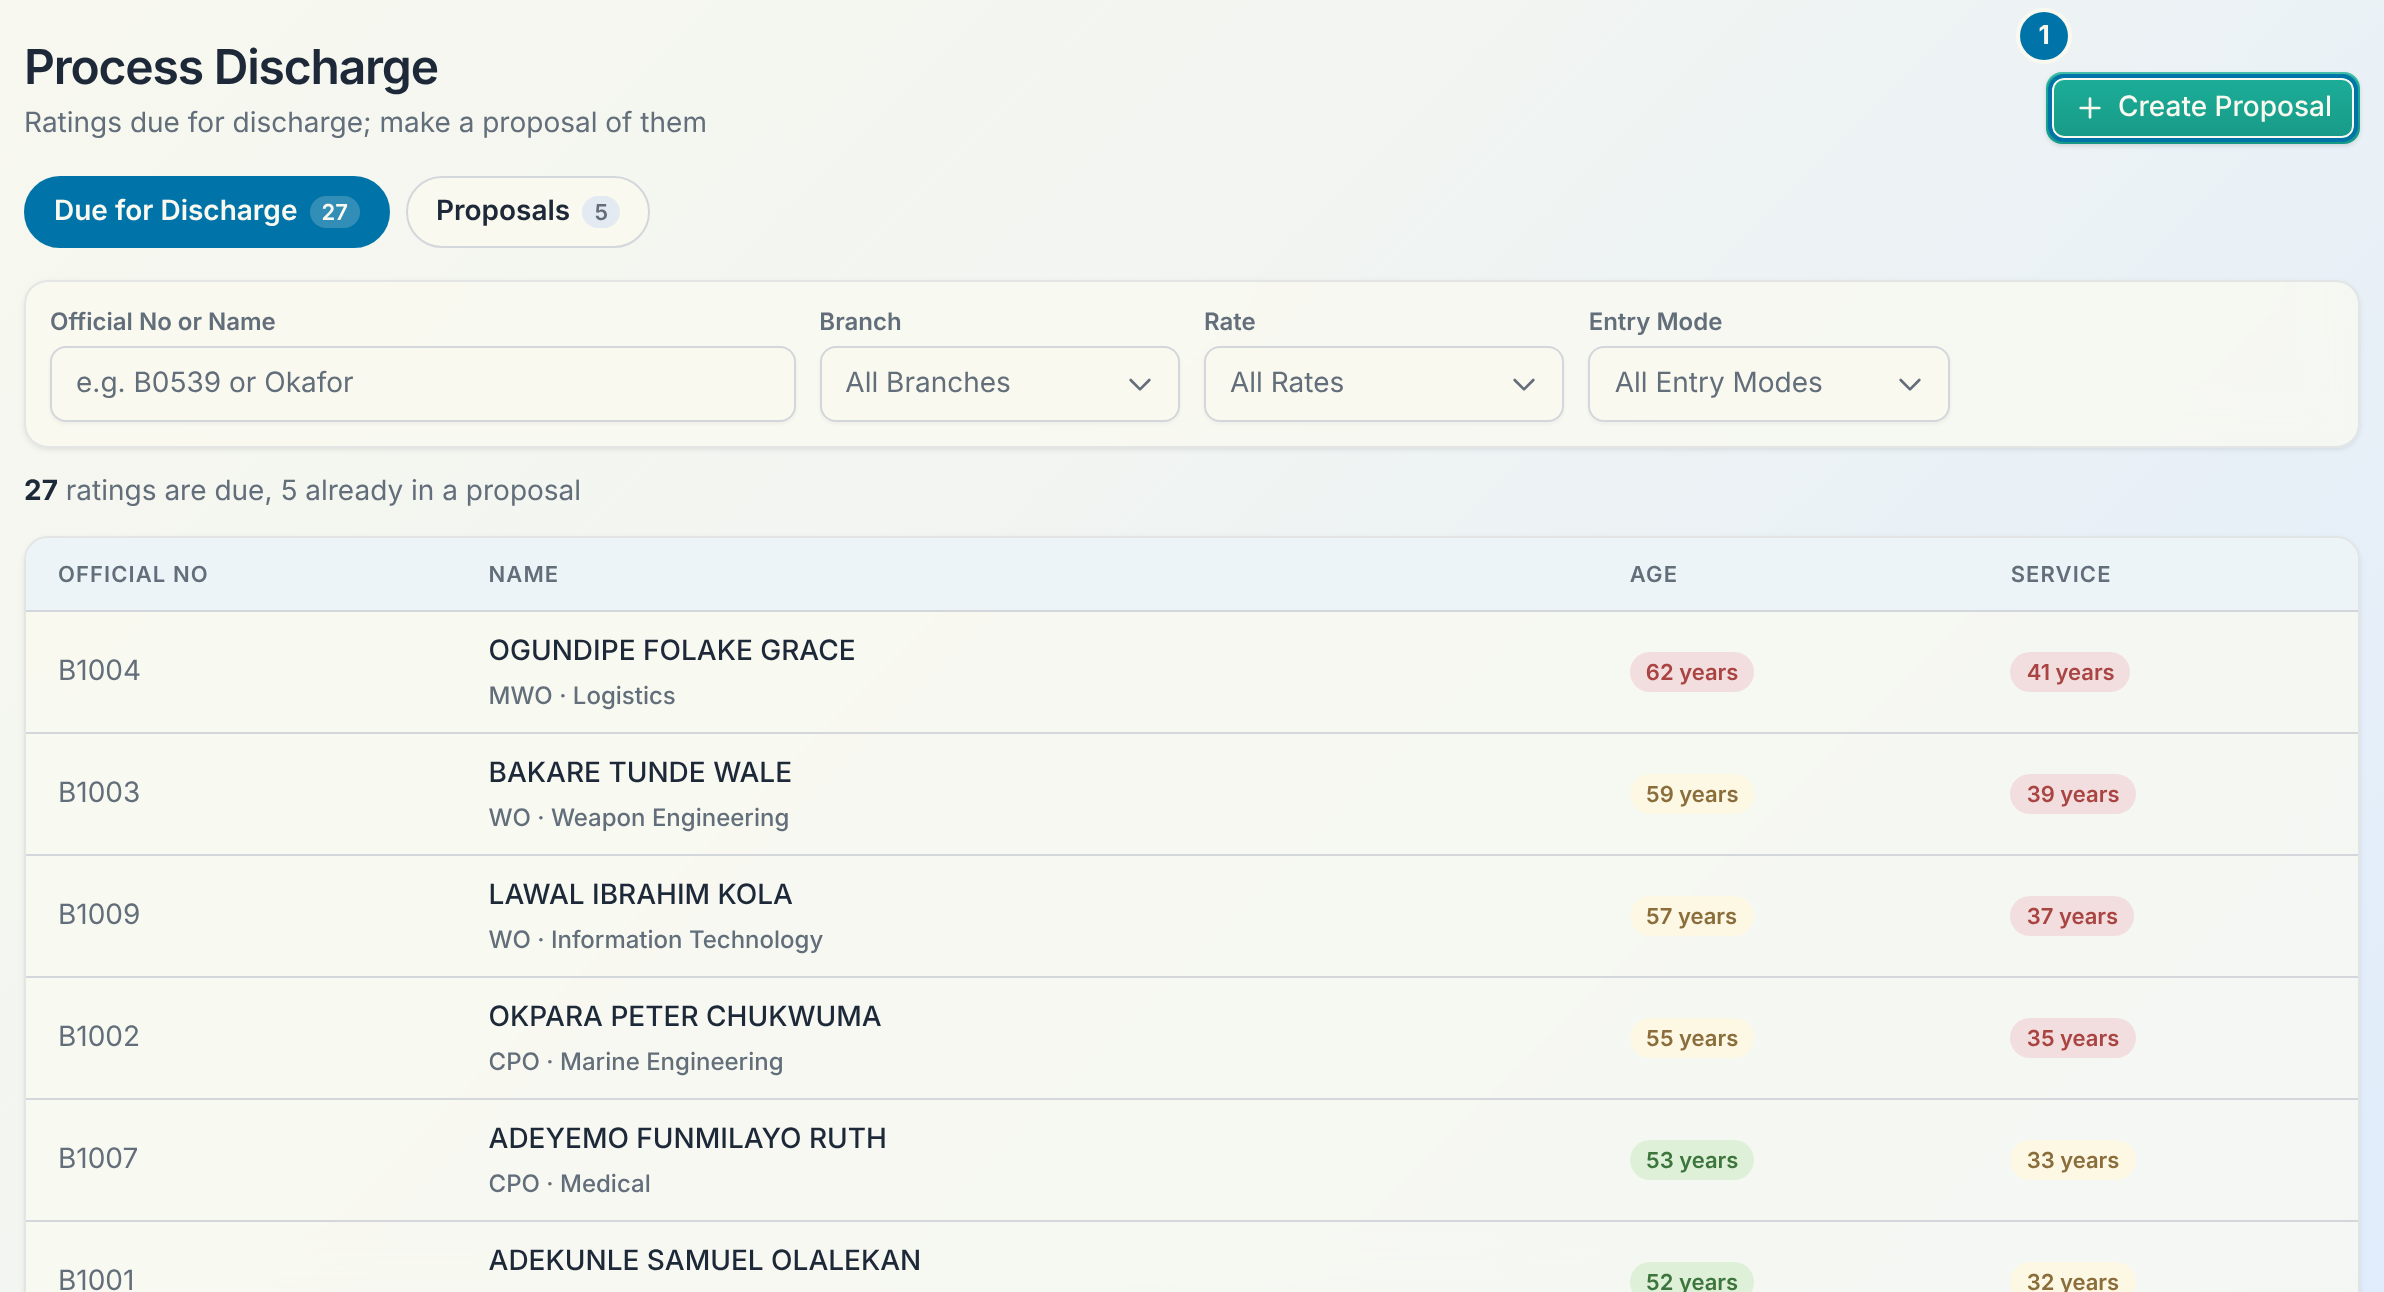 1
Process Discharge
Ratings due for discharge; make a proposal of them
+ Create Proposal
Due for Discharge 27
Proposals 5
Official No or Name
Branch
Rate
Entry Mode
e.g. B0539 or Okafor
All Branches
All Rates
All Entry Modes
27 ratings are due, 5 already in a proposal
OFFICIAL NO NAME AGE SERVICE
B1004
OGUNDIPE FOLAKE GRACE
MWO · Logistics
62 years
41 years
B1003
BAKARE TUNDE WALE
WO · Weapon Engineering
59 years
39 years
B1009
LAWAL IBRAHIM KOLA
WO · Information Technology
57 years
37 years
B1002
OKPARA PETER CHUKWUMA
CPO · Marine Engineering
55 years
35 years
B1007
ADEYEMO FUNMILAYO RUTH
CPO · Medical
53 years
33 years
B1001
ADEKUNLE SAMUEL OLALEKAN
52 years
32 years